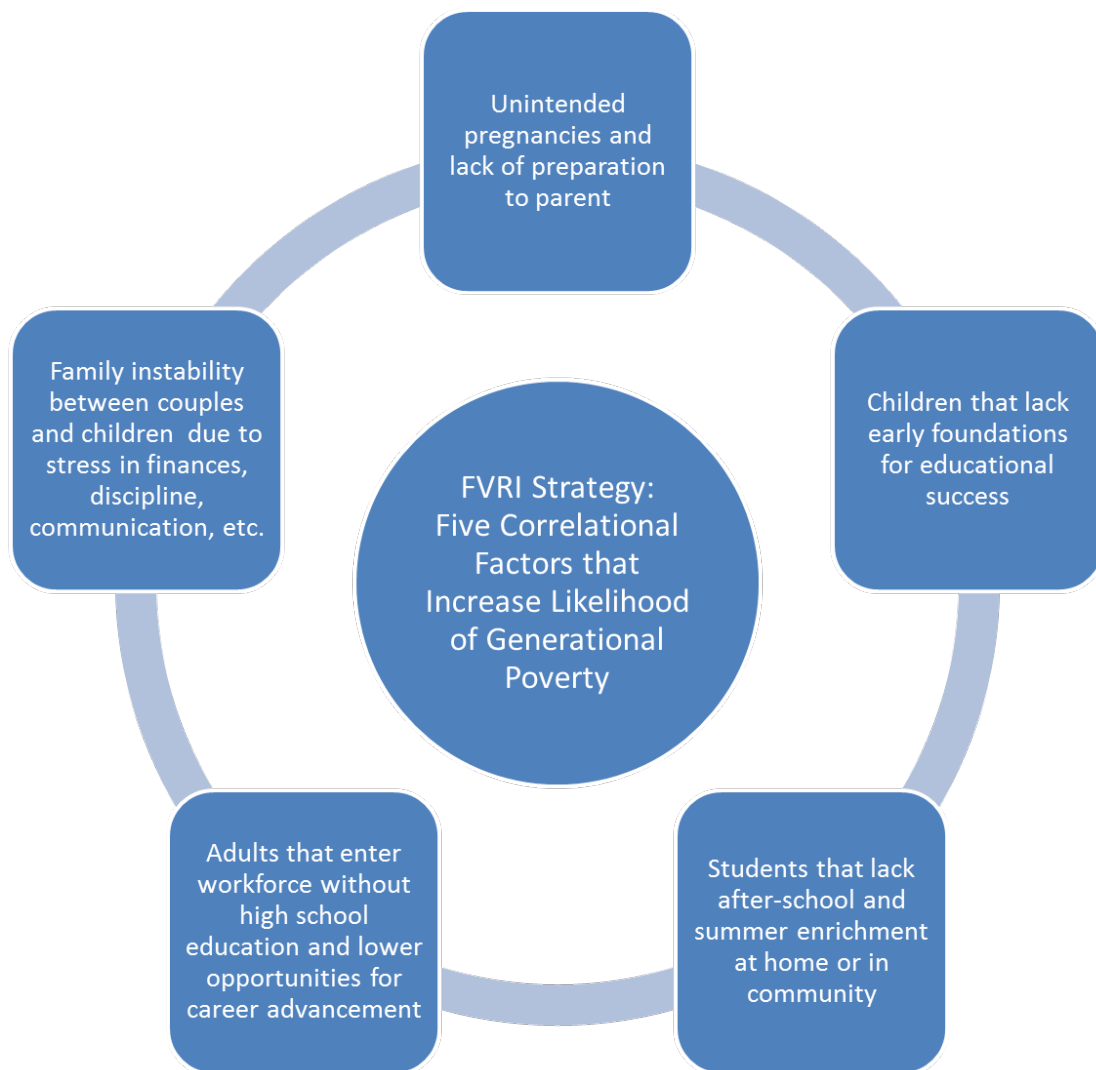 Unintended
pregnancies and
lack of preparation
to parent
Children that lack
early foundations
for educational
success
Students that lack
after-school and
summer enrichment
at home or in
community
Adults that enter
workforce without
high school
education and lower
opportunities for
career advancement
Family instability
between couples
and children due to
stress in finances,
discipline,
communication, etc.
FVRI Strategy:
Five Correlational
Factors that
Increase Likelihood
of Generational
Poverty